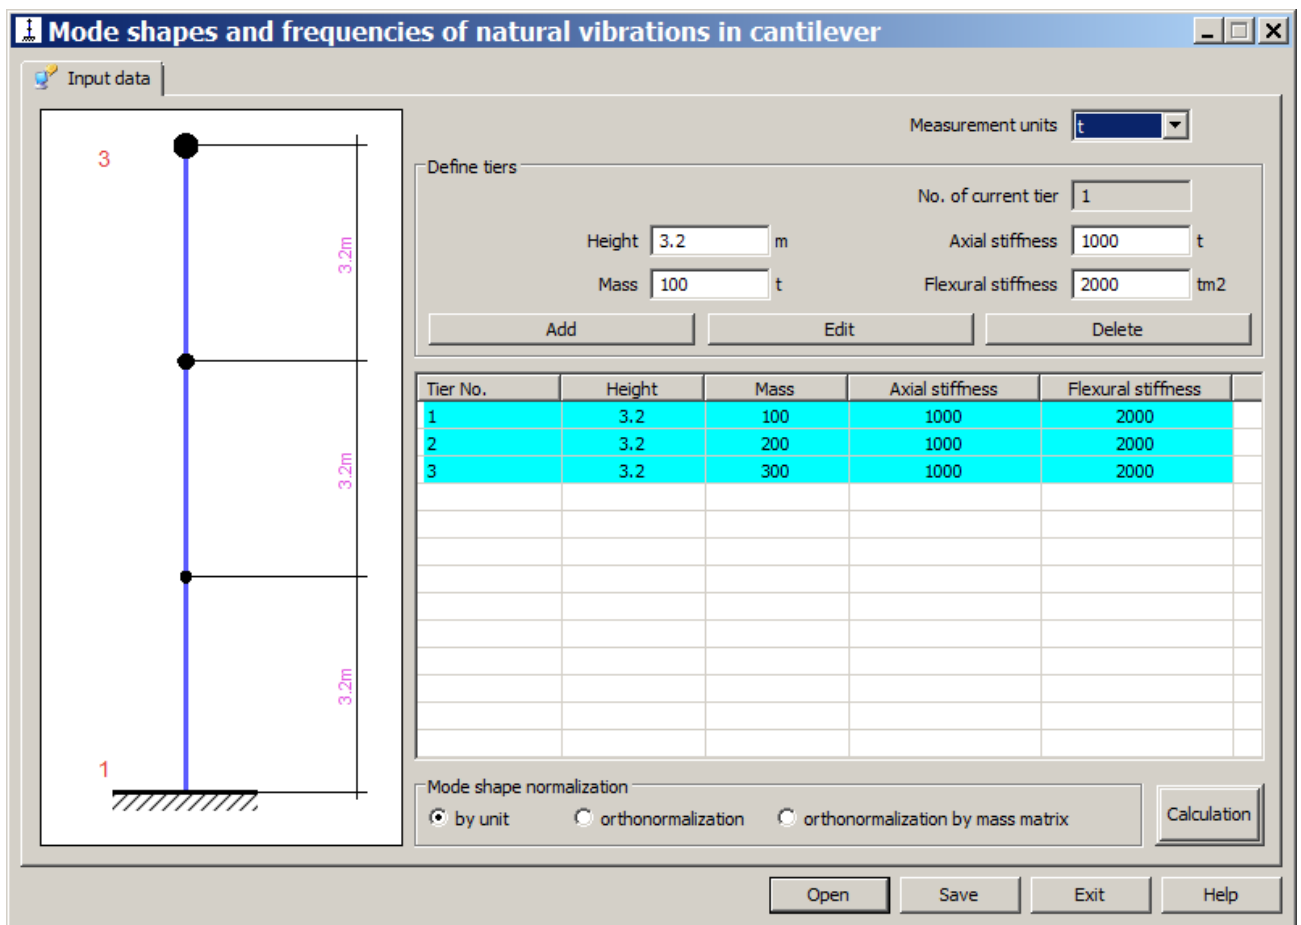 Mode shapes and frequencies of natural vibrations in cantilever
Input data
Measurement units t
Define tiers
No. of current tier 1
Height 3.2 m Axial stiffness 1000 t
Mass 100 t Flexural stiffness 2000 tm2
Add Edit Delete
Tier No. Height Mass Axial stiffness Flexural stiffness
1 3.2 100 1000 2000
2 3.2 200 1000 2000
3 3.2 300 1000 2000
3
3.2m
3.2m
3.2m
1
Mode shape normalization
by unit orthonormalization orthonormalization by mass matrix
Calculation
Open Save Exit Help